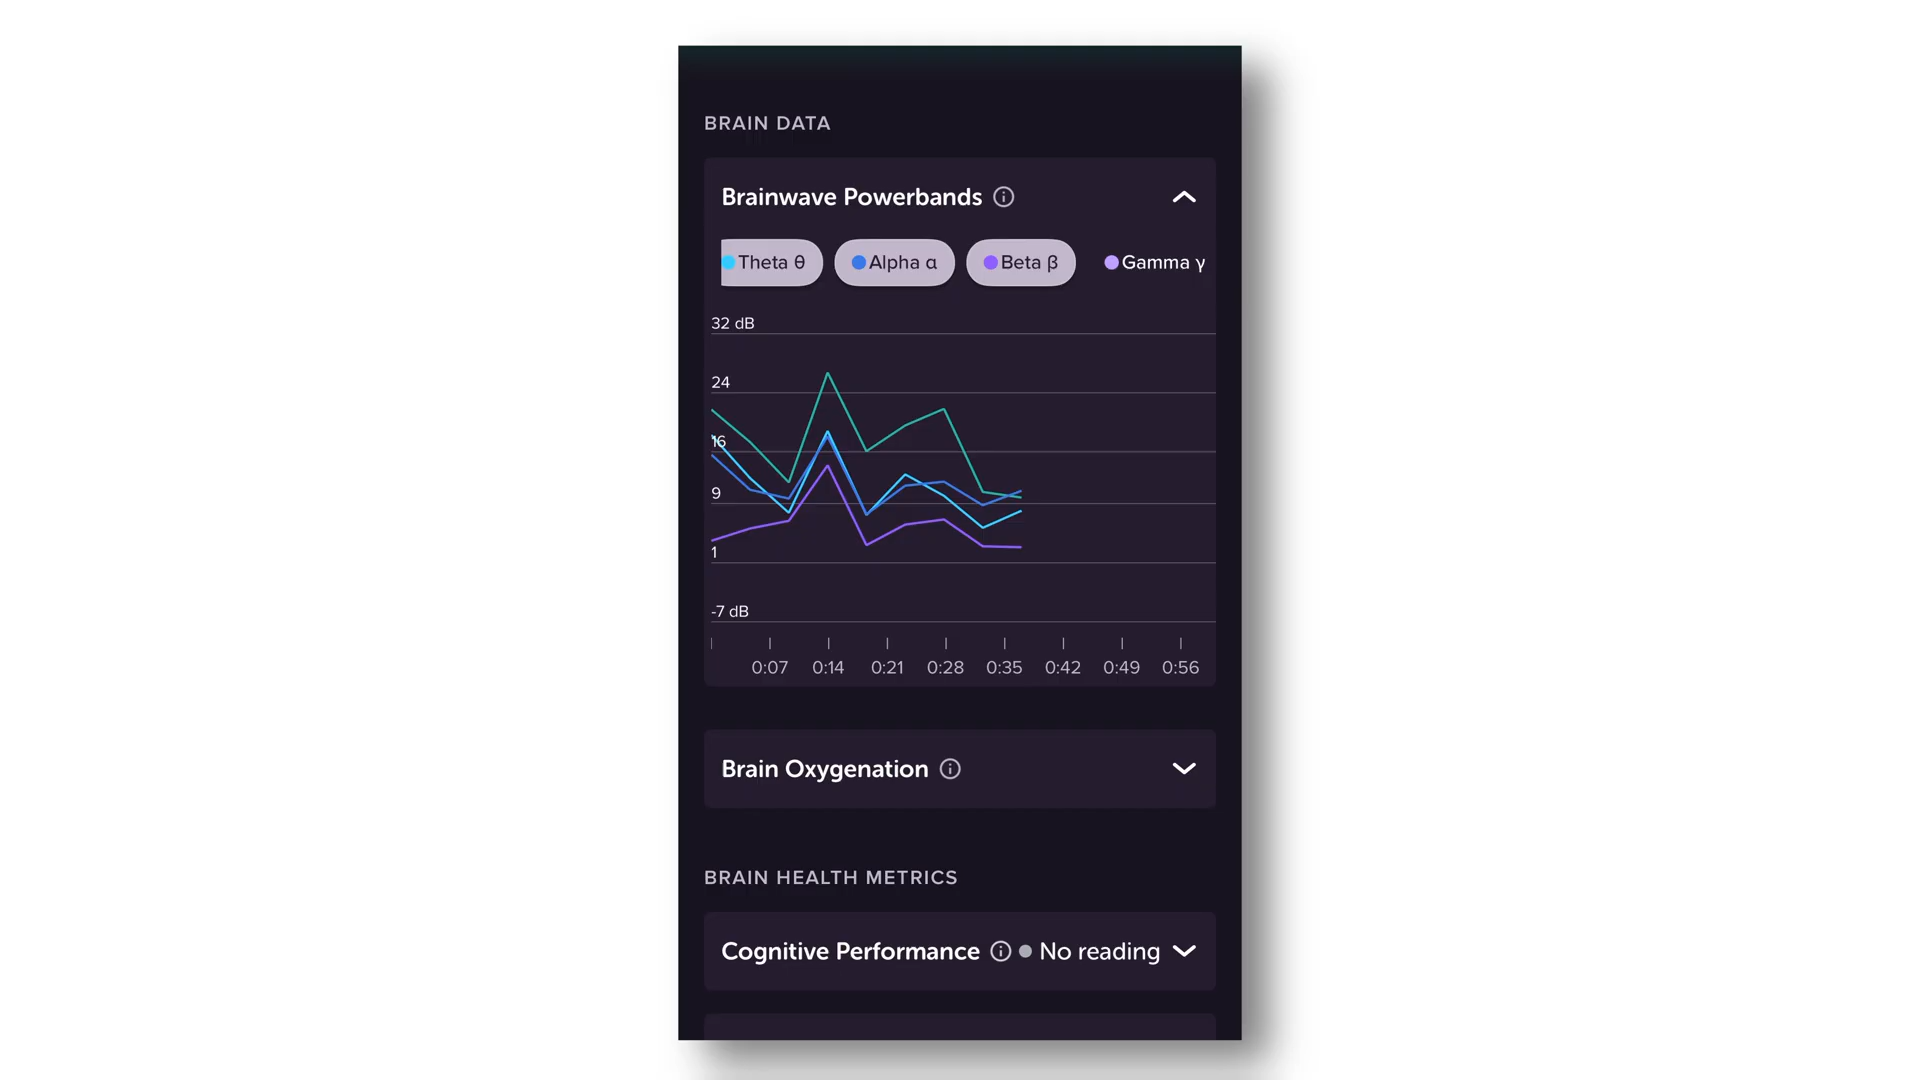 BRAIN DATA
Brainwave Powerbands
Theta θ Alpha α Beta β Gamma γ
32 dB
24
16
9
1
-7 dB
0:07 0:14 0:21 0:28 0:35 0:42 0:49 0:56
Brain Oxygenation
BRAIN HEALTH METRICS
Cognitive Performance No reading